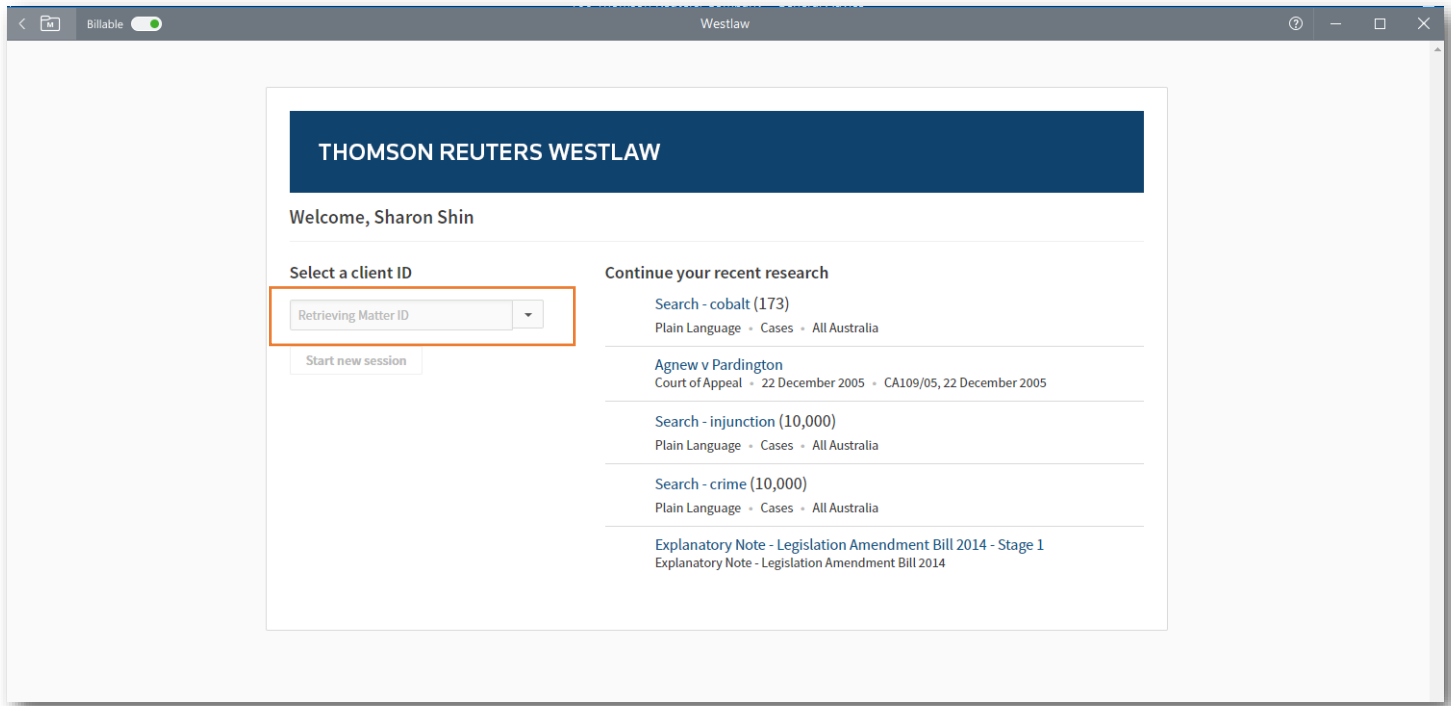 Billable
Westlaw
THOMSON REUTERS WESTLAW
Welcome, Sharon Shin
Select a client ID
Retrieving Matter ID
Start new session
Continue your recent research
Search - cobalt (173)
Plain Language • Cases • All Australia
Agnew v Pardington
Court of Appeal • 22 December 2005 • CA109/05, 22 December 2005
Search - injunction (10,000)
Plain Language • Cases • All Australia
Search - crime (10,000)
Plain Language • Cases • All Australia
Explanatory Note - Legislation Amendment Bill 2014 - Stage 1
Explanatory Note - Legislation Amendment Bill 2014